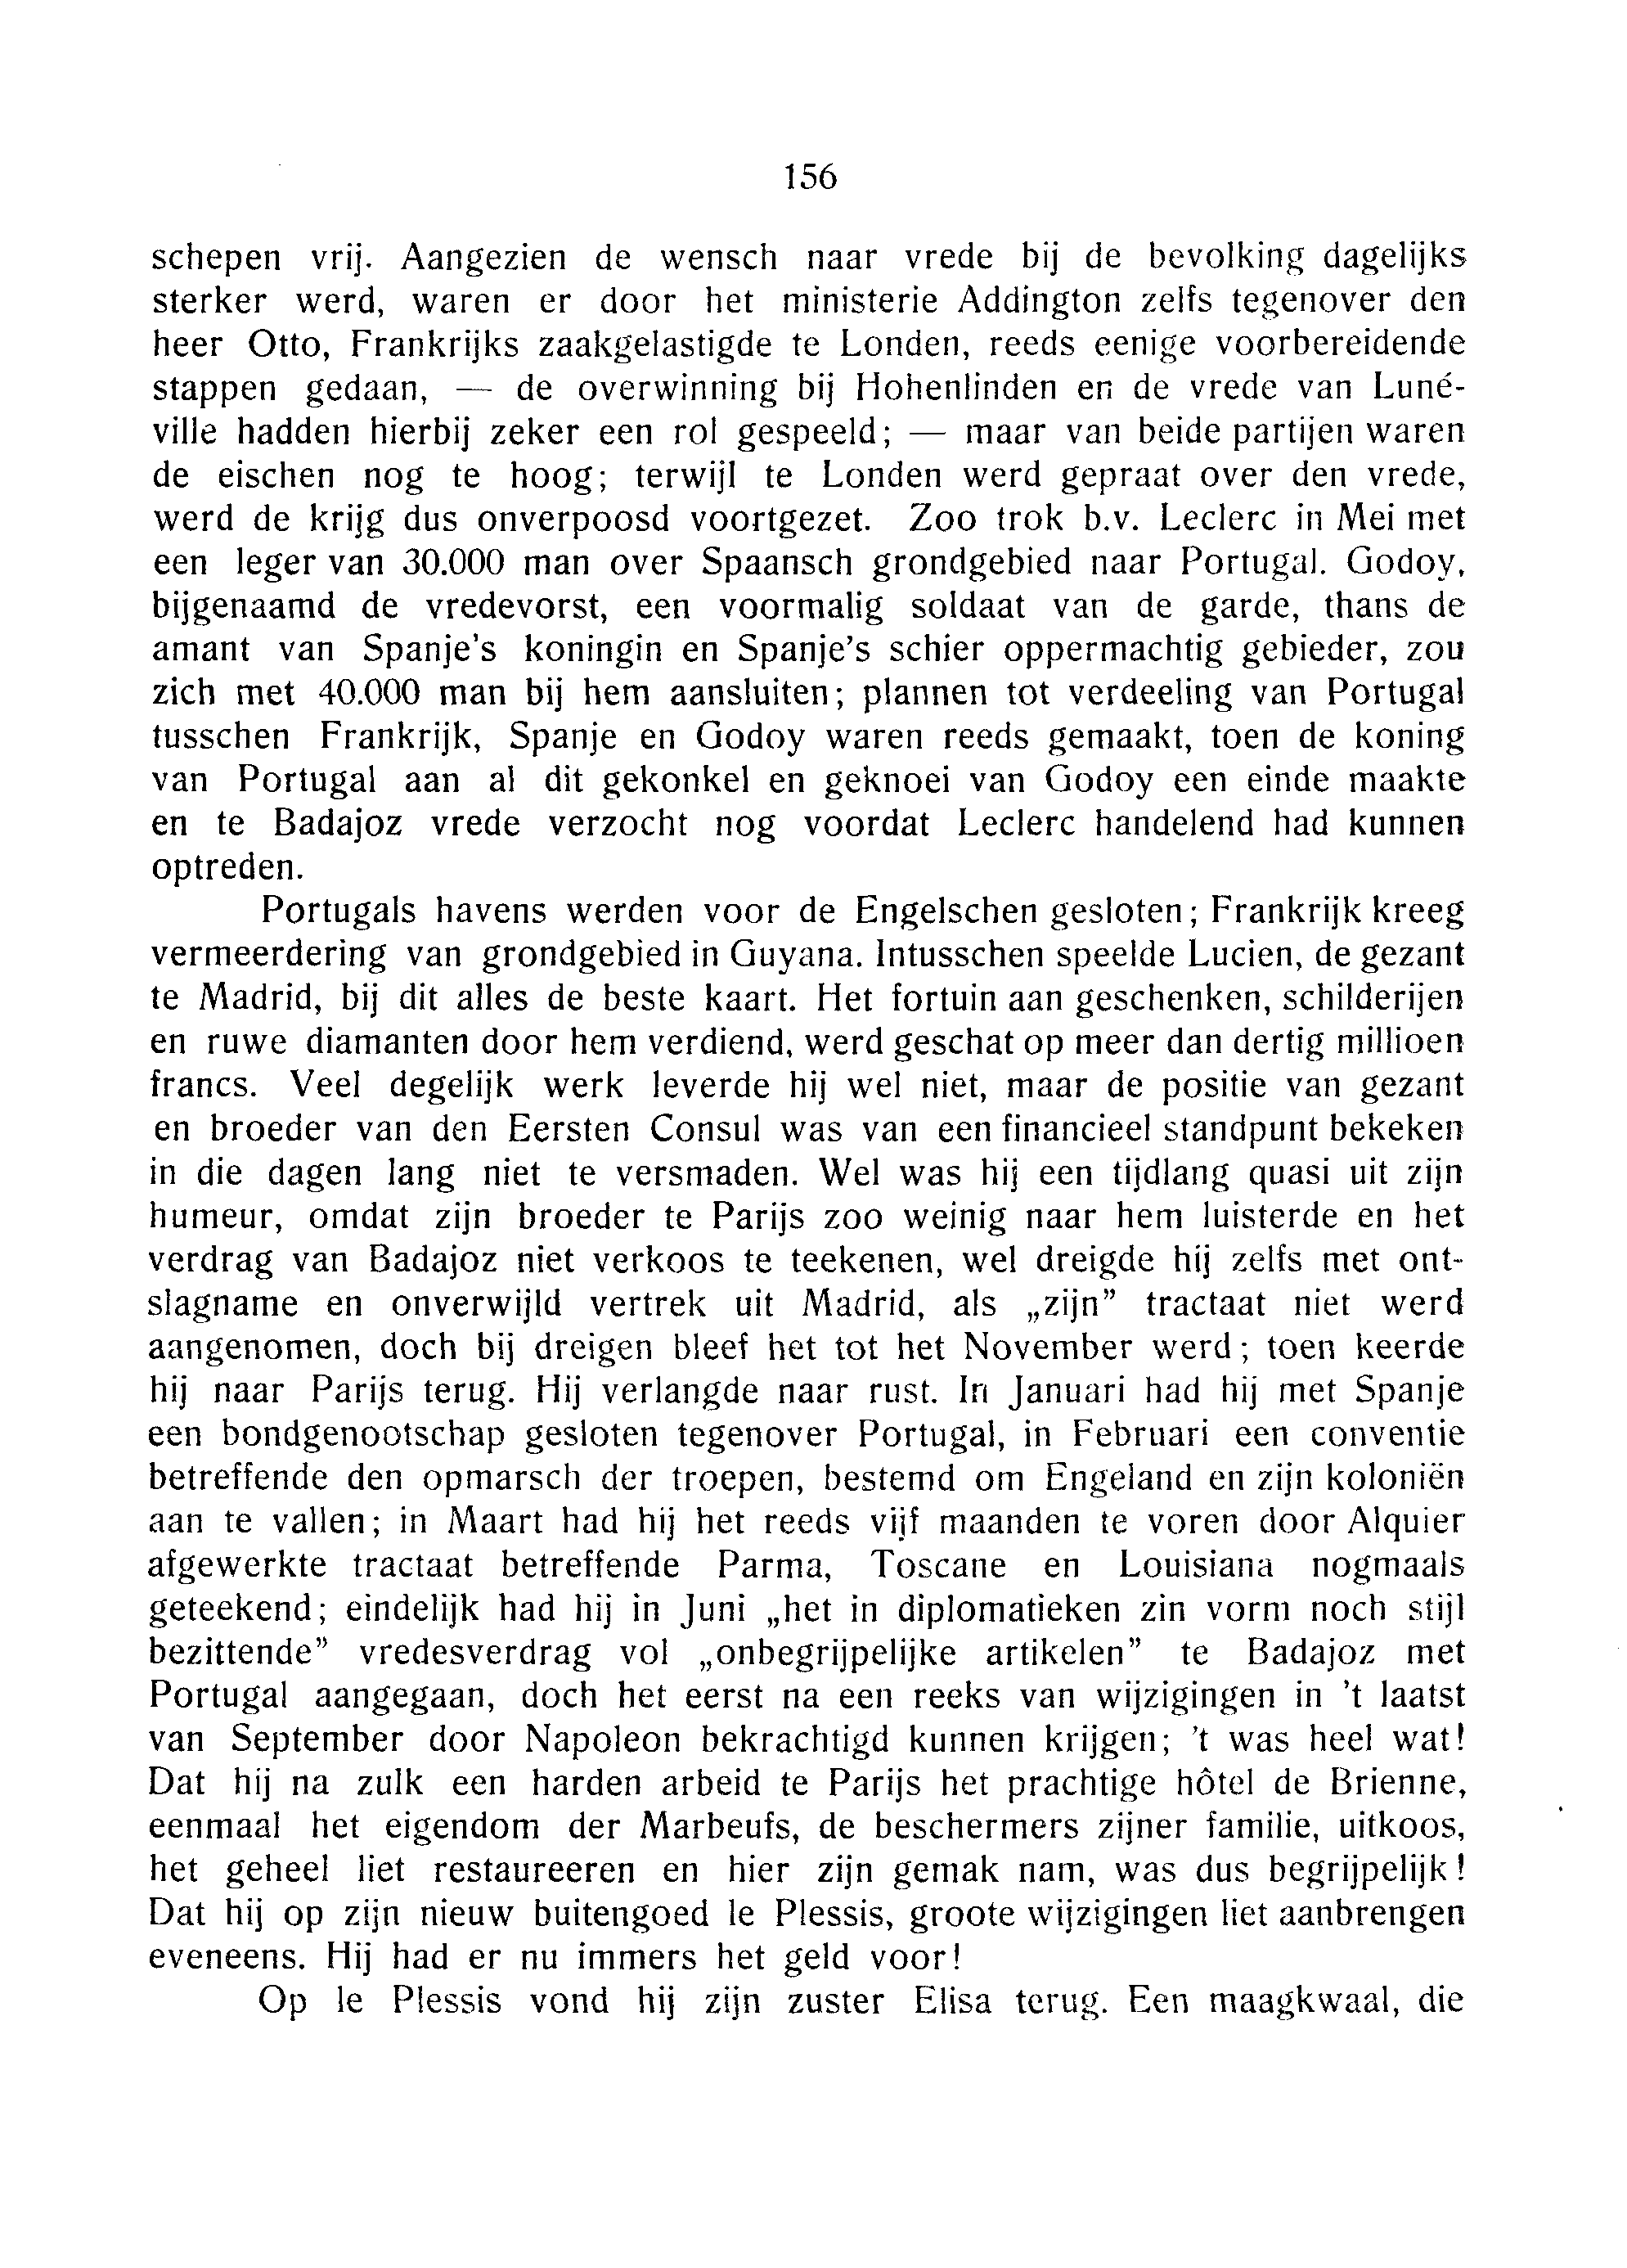 156
schepen vrij. Aangezien de wensch naar vrede bij de bevolking dagelijks
sterker werd, waren er door het ministerie Addington zelfs tegenover den
heer Otto, Frankrijks zaakgelastigde te Londen, reeds eenige voorbereidende
stappen gedaan, — de overwinning bij Hohenlinden en de vrede van Luné-
ville hadden hierbij zeker een rol gespeeld; — maar van beide partijen waren
de eischen nog te hoog; terwijl te Londen werd gepraat over den vrede,
werd de krijg dus onverpoosd voortgezet. Zoo trok b.v. Leclerc in Mei met
een leger van 30.000 man over Spaansch grondgebied naar Portugal. Godoy,
bijgenaamd de vredevorst, een voormalig soldaat van de garde, thans de
amant van Spanje's koningin en Spanje's schier oppermachtig gebieder, zou
zich met 40.000 man bij hem aansluiten; plannen tot verdeeling van Portugal
tusschen Frankrijk, Spanje en Godoy waren reeds gemaakt, toen de koning
van Portugal aan al dit gekonkel en geknoei van Godoy een einde maakte
en te Badajoz vrede verzocht nog voordat Leclerc handelend had kunnen
optreden.
Portugals havens werden voor de Engelschen gesloten; Frankrijk kreeg
vermeerdering van grondgebied in Guyana. Intusschen speelde Lucien, de gezant
te Madrid, bij dit alles de beste kaart. Het fortuin aan geschenken, schilderijen
en ruwe diamanten door hem verdiend, werd geschat op meer dan dertig millioen
francs. Veel degelijk werk leverde hij wel niet, maar de positie van gezant
en broeder van den Eersten Consul was van een financieel standpunt bekeken
in die dagen lang niet te versmaden. Wel was hij een tijdlang quasi uit zijn
humeur, omdat zijn broeder te Parijs zoo weinig naar hem luisterde en het
verdrag van Badajoz niet verkoos te teekenen, wel dreigde hij zelfs met ont-
slagname en onverwijld vertrek uit Madrid, als „zijn” tractaat niet werd
aangenomen, doch bij dreigen bleef het tot het November werd; toen keerde
hij naar Parijs terug. Hij verlangde naar rust. In Januari had hij met Spanje
een bondgenootschap gesloten tegenover Portugal, in Februari een conventie
betreffende den opmarsch der troepen, bestemd om Engeland en zijn koloniën
aan te vallen; in Maart had hij het reeds vijf maanden te voren door Alquier
afgewerkte tractaat betreffende Parma, Toscane en Louisiana nogmaals
geteekend; eindelijk had hij in Juni „het in diplomatieken zin vorm noch stijl
bezittende” vredesverdrag vol „onbegrijpelijke artikelen” te Badajoz met
Portugal aangegaan, doch het eerst na een reeks van wijzigingen in 't laatst
van September door Napoleon bekrachtigd kunnen krijgen; 't was heel wat!
Dat hij na zulk een harden arbeid te Parijs het prachtige hôtel de Brienne,
eenmaal het eigendom der Marbeufs, de beschermers zijner familie, uitkoos,
het geheel liet restaureeren en hier zijn gemak nam, was dus begrijpelijk!
Dat hij op zijn nieuw buitengoed le Plessis, groote wijzigingen liet aanbrengen
eveneens. Hij had er nu immers het geld voor!
Op le Plessis vond hij zijn zuster Elisa terug. Een maagkwaal, die